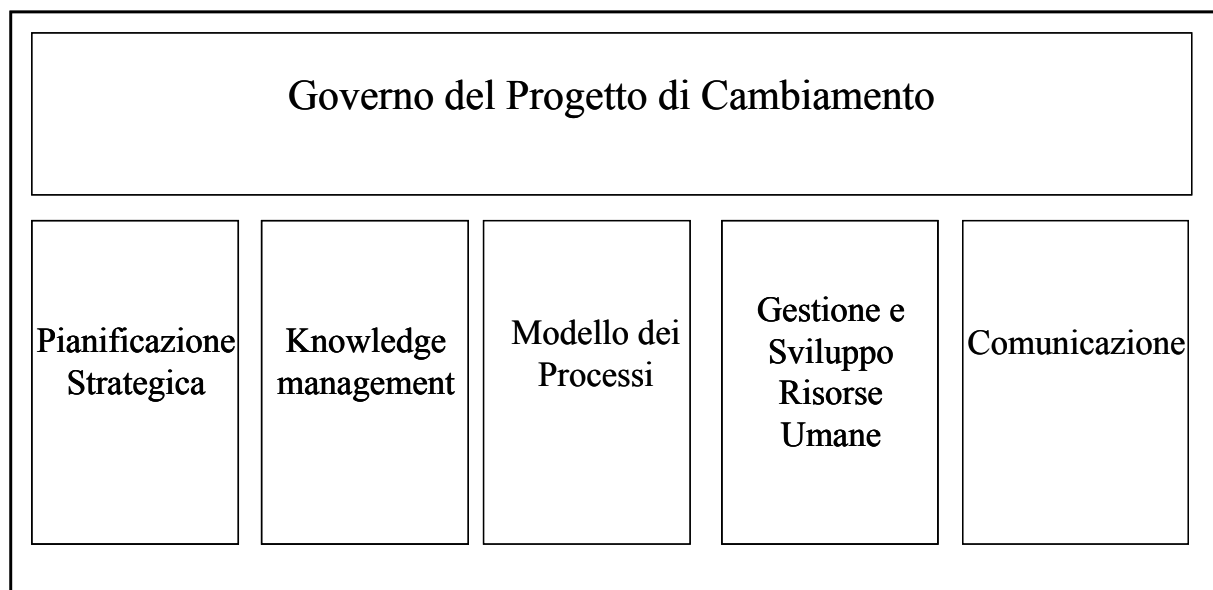 Governo del Progetto di Cambiamento
Pianificazione
Strategica
Knowledge
management
Modello dei
Processi
Gestione e
Sviluppo
Risorse
Umane
Comunicazione